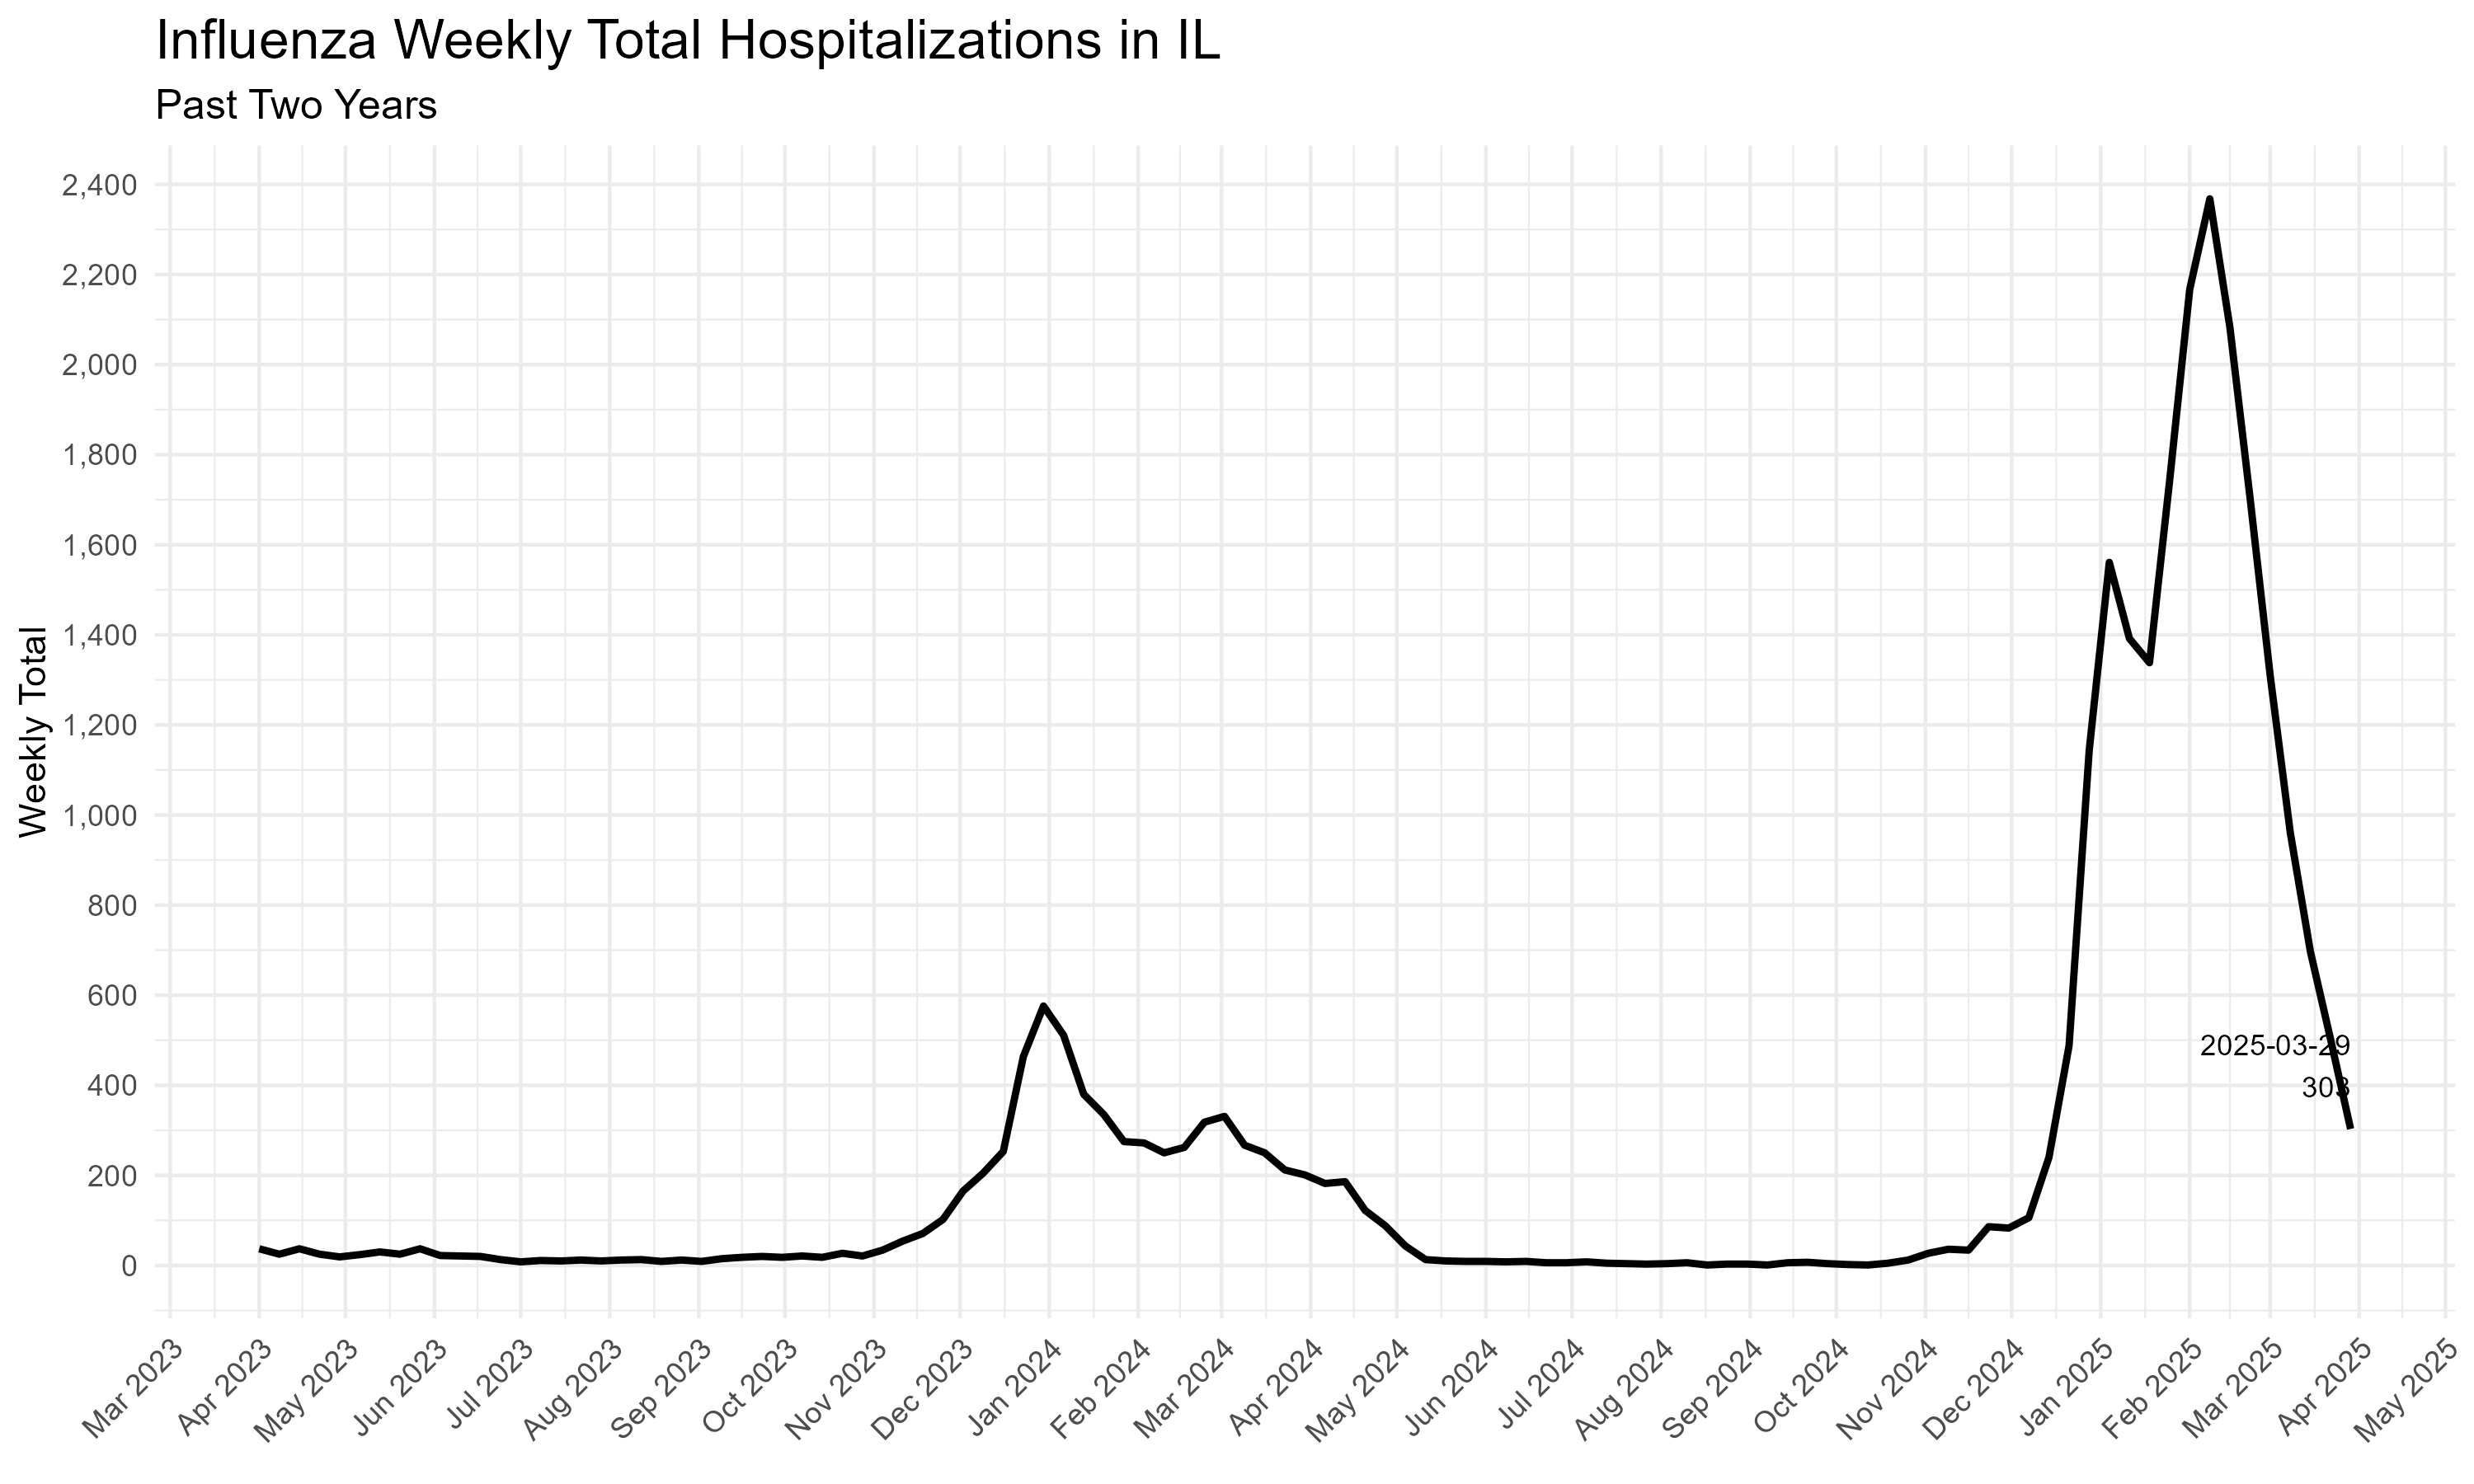 Influenza Weekly Total Hospitalizations in IL
Past Two Years
Weekly Total
2,400
2,200
2,000
1,800
1,600
1,400
1,200
1,000
800
600
400
200
0
2025-03-29
303
Mar 2023
Apr 2023
May 2023
Jun 2023
Jul 2023
Aug 2023
Sep 2023
Oct 2023
Nov 2023
Dec 2023
Jan 2024
Feb 2024
Mar 2024
Apr 2024
May 2024
Jun 2024
Jul 2024
Aug 2024
Sep 2024
Oct 2024
Nov 2024
Dec 2024
Jan 2025
Feb 2025
Mar 2025
Apr 2025
May 2025